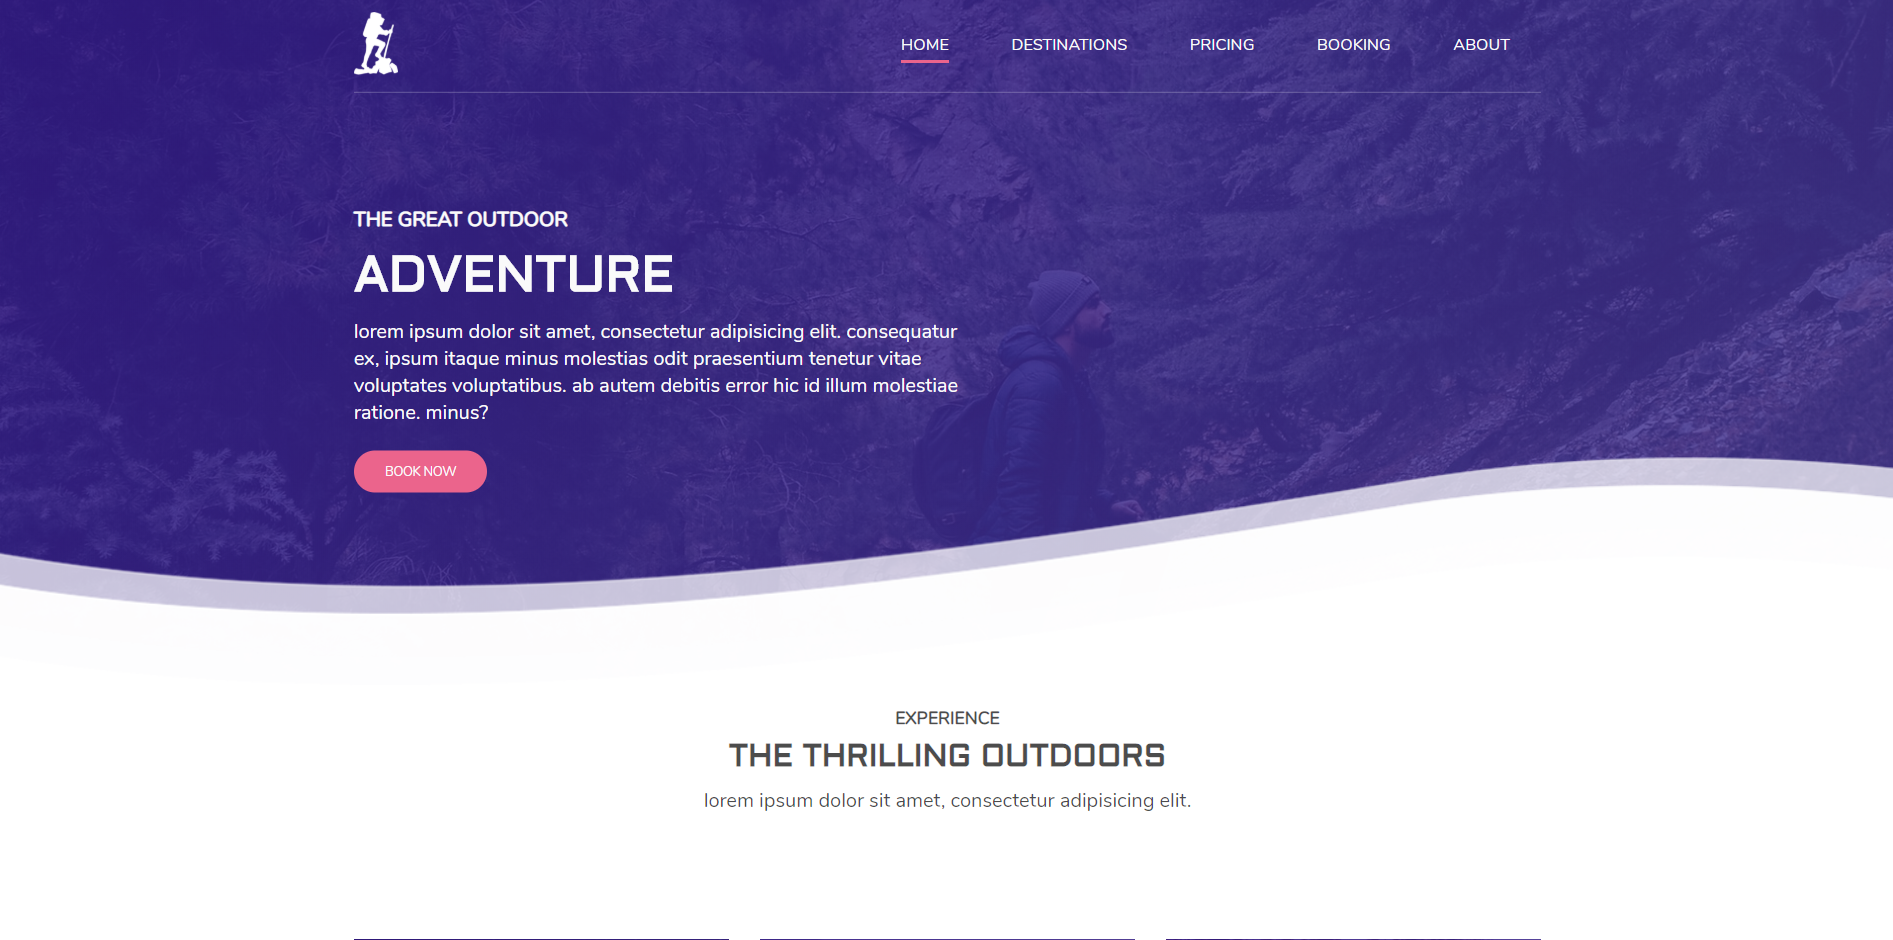 HOME DESTINATIONS PRICING BOOKING ABOUT
THE GREAT OUTDOOR
ADVENTURE
lorem ipsum dolor sit amet, consectetur adipisicing elit. consequatur
ex, ipsum itaque minus molestias odit praesentium tenetur vitae
voluptates voluptatibus. ab autem debitis error hic id illum molestiae
ratione. minus?
BOOK NOW
EXPERIENCE
THE THRILLING OUTDOORS
lorem ipsum dolor sit amet, consectetur adipisicing elit.